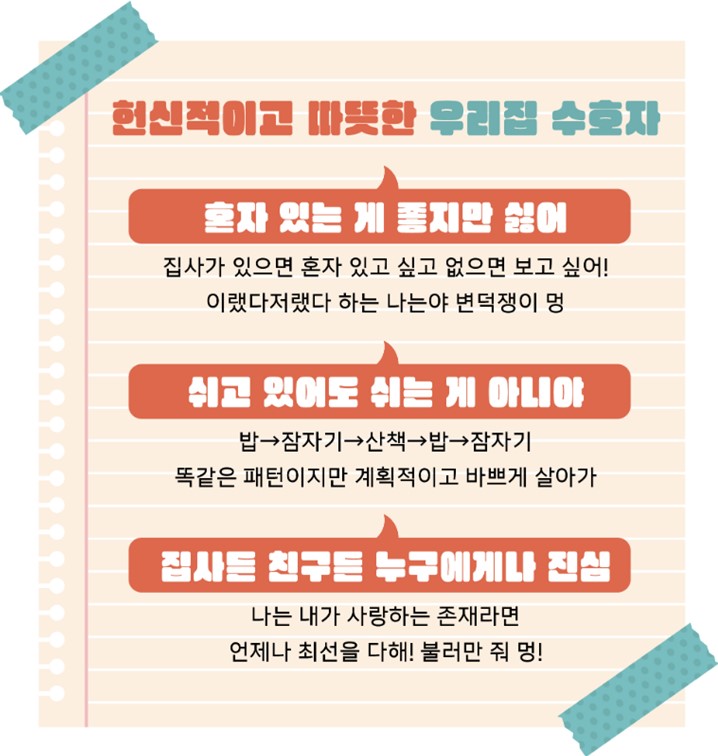 헌신적이고 따뜻한 우리집 수호자
혼자 있는 게 좋지만 싫어
집사가 있으면 혼자 있고 싶고 없으면 보고 싶어!
이랬다저랬다 하는 나는야 변덕쟁이 멍
쉬고 있어도 쉬는 게 아니야
밥→잠자기→산책→밥→잠자기
똑같은 패턴이지만 계획적이고 바쁘게 살아가
집사든 친구든 누구에게나 진심
나는 내가 사랑하는 존재라면
언제나 최선을 다해! 불러만 줘 멍!